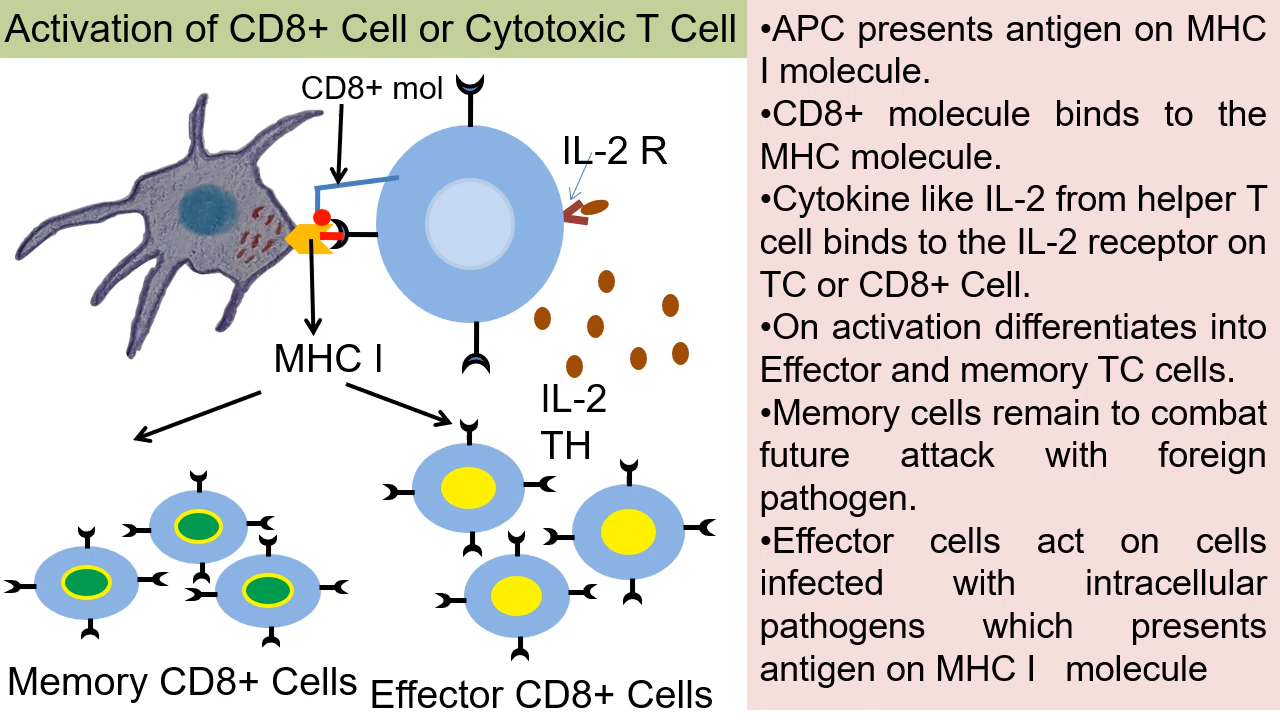 Activation of CD8+ Cell or Cytotoxic T Cell
CD8+ mol
IL-2 R
MHC I
IL-2
TH
Memory CD8+ Cells
Effector CD8+ Cells
•APC presents antigen on MHC
I molecule.
•CD8+ molecule binds to the
MHC molecule.
•Cytokine like IL-2 from helper T
cell binds to the IL-2 receptor on
TC or CD8+ Cell.
•On activation differentiates into
Effector and memory TC cells.
•Memory cells remain to combat
future attack with foreign
pathogen.
•Effector cells act on cells
infected with intracellular
pathogens which presents
antigen on MHC I molecule